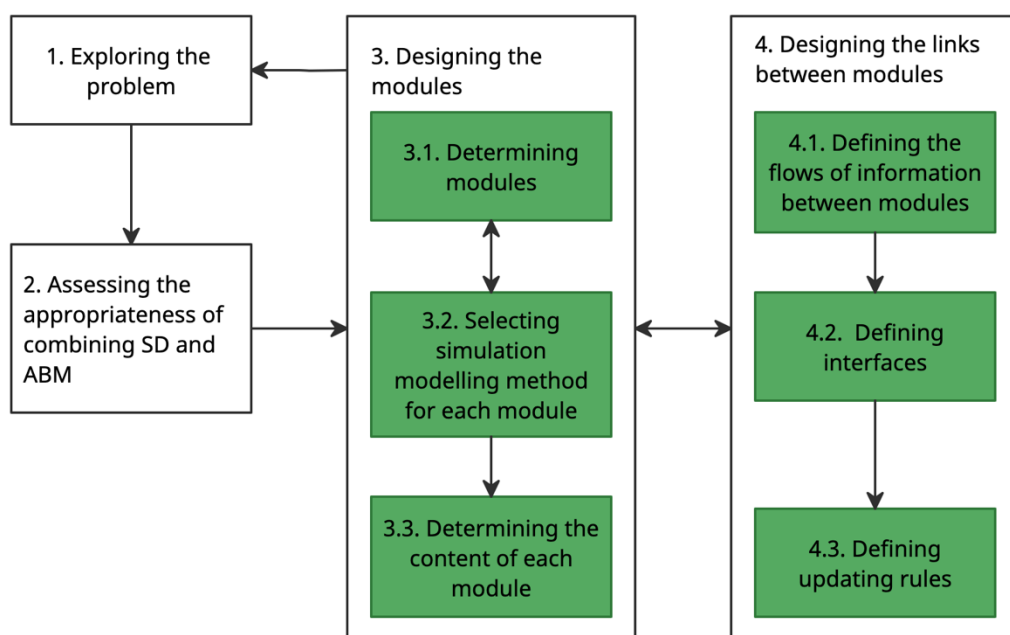 1. Exploring the
problem
2. Assessing the
appropriateness of
combining SD and
ABM
3. Designing the
modules
3.1. Determining
modules
3.2. Selecting
simulation
modelling method
for each module
3.3. Determining the
content of each
module
4. Designing the links
between modules
4.1. Defining the
flows of information
between modules
4.2. Defining
interfaces
4.3. Defining
updating rules